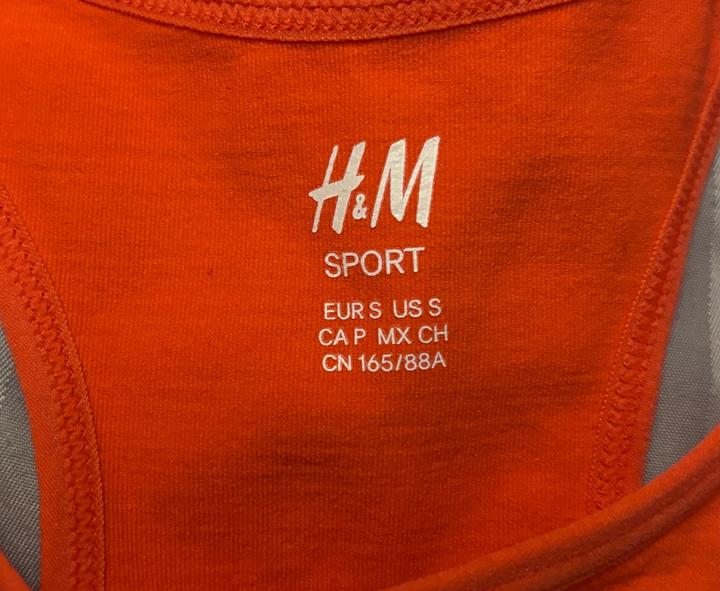 H&M
SPORT
EUR S US S
CA P MX CH
CN 165/88A